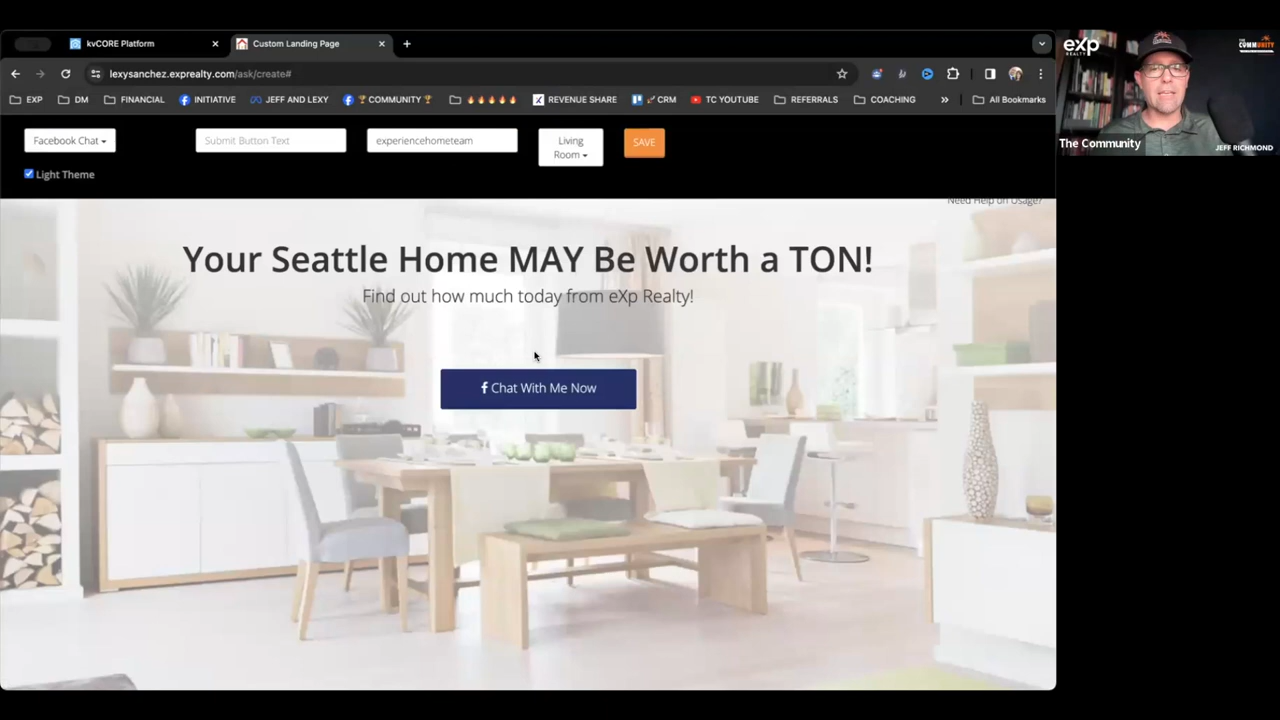 kvCORE Platform
Custom Landing Page
lexysanchez.exprealty.com/ask/create#
EXP
DM
FINANCIAL
INITIATIVE
JEFF AND LEXY
🏆COMMUNITY🏆
🔥🔥🔥🔥🔥
REVENUE SHARE
🚀CRM
TC YOUTUBE
REFERRALS
COACHING
»
All Bookmarks
Facebook Chat
Submit Button Text
experiencehometeam
Living
Room
SAVE
Light Theme
Need Help on Usage?
Your Seattle Home MAY Be Worth a TON!
Find out how much today from eXp Realty!
f Chat With Me Now
eXp
REALTY
THE
COMMUNITY
The Community
JEFF RICHMOND